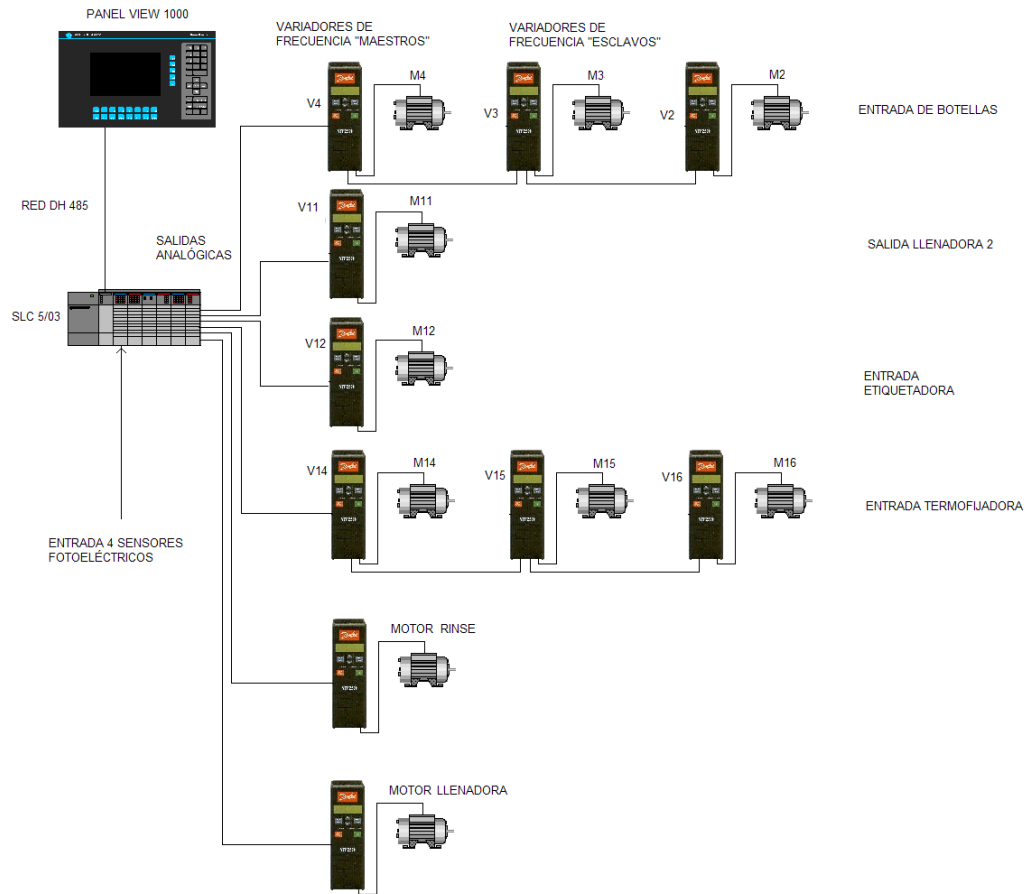 PANEL VIEW 1000
VARIADORES DE
FRECUENCIA "MAESTROS"
VARIADORES DE
FRECUENCIA "ESCLAVOS"
V4
M4
V3
M3
V2
M2
ENTRADA DE BOTELLAS
RED DH 485
SALIDAS
ANALÓGICAS
V11
M11
SALIDA LLENADORA 2
SLC 5/03
V12
M12
ENTRADA
ETIQUETADORA
V14
M14
V15
M15
V16
M16
ENTRADA TERMOFIJADORA
ENTRADA 4 SENSORES
FOTOELÉCTRICOS
MOTOR RINSE
MOTOR LLENADORA